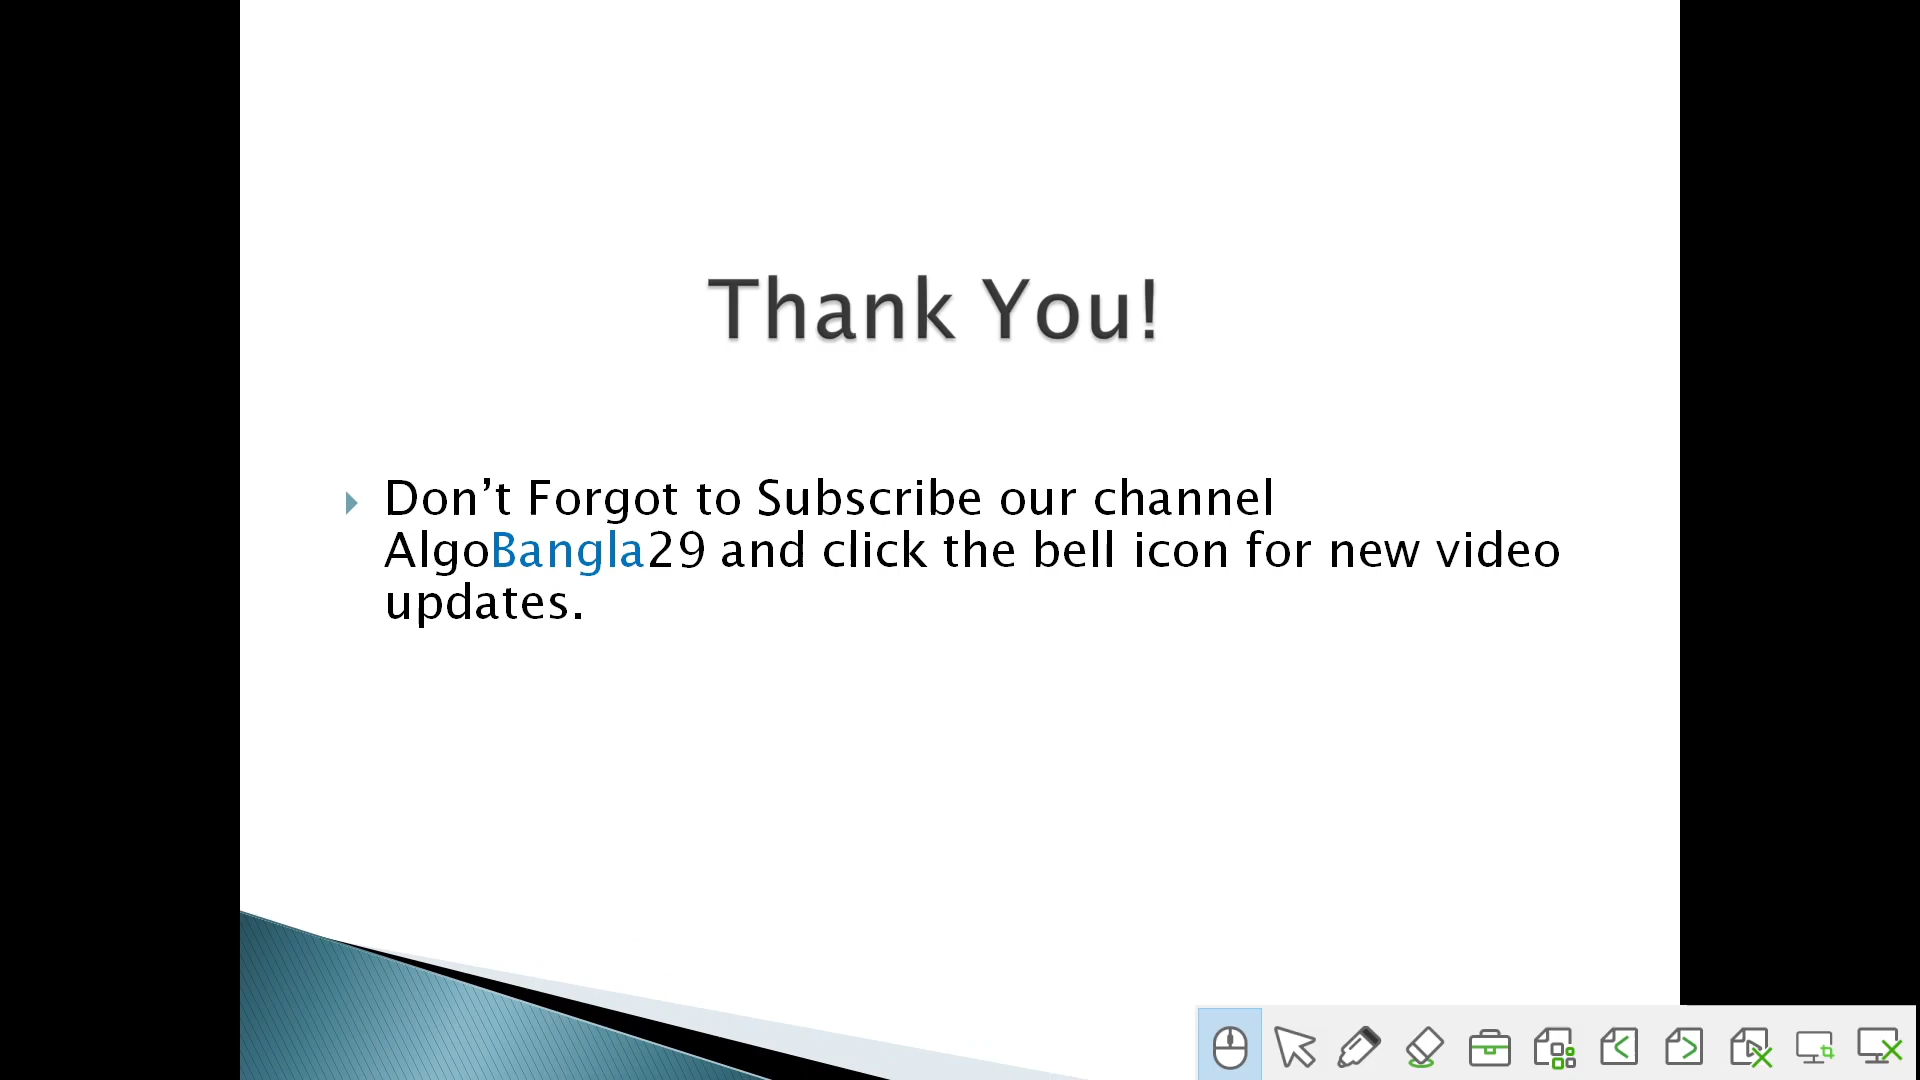 Thank You!
Don’t Forgot to Subscribe our channel
AlgoBangla29 and click the bell icon for new video
updates.